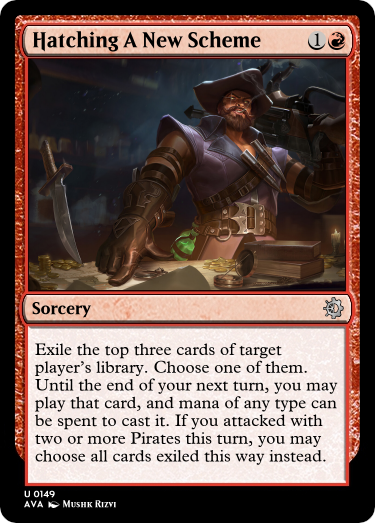 Hatching A New Scheme 1
Sorcery
Exile the top three cards of target
player's library. Choose one of them.
Until the end of your next turn, you may
play that card, and mana of any type can
be spent to cast it. If you attacked with
two or more Pirates this turn, you may
choose all cards exiled this way instead.
U 0149
AVA Mushk Rizvi